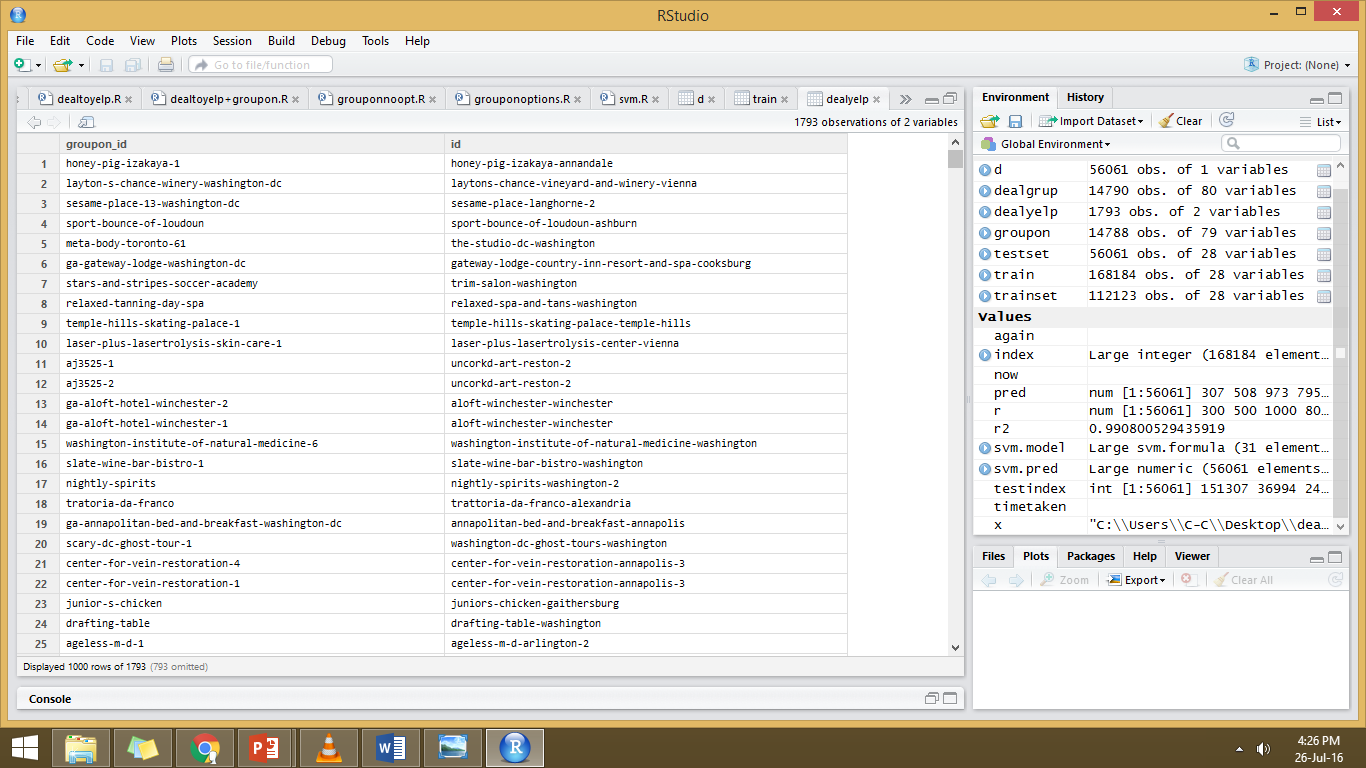 RStudio
File Edit Code View Plots Session Build Debug Tools Help
Go to file/function
Project: (None)
dealtoyelp.R dealtoyelp+groupon.R grouponnoopt.R grouponoptions.R svm.R d train dealyelp
1793 observations of 2 variables
groupon_id id
1 honey-pig-izakaya-1 honey-pig-izakaya-annandale
2 layton-s-chance-winery-washington-dc laytons-chance-vineyard-and-winery-vienna
3 sesame-place-13-washington-dc sesame-place-langhorne-2
4 sport-bounce-of-loudoun sport-bounce-of-loudoun-ashburn
5 meta-body-toronto-61 the-studio-dc-washington
6 ga-gateway-lodge-washington-dc gateway-lodge-country-inn-resort-and-spa-cooksburg
7 stars-and-stripes-soccer-academy trim-salon-washington
8 relaxed-tanning-day-spa relaxed-spa-and-tans-washington
9 temple-hills-skating-palace-1 temple-hills-skating-palace-temple-hills
10 laser-plus-lasertrolysis-skin-care-1 laser-plus-lasertrolysis-center-vienna
11 aj3525-1 uncorkd-art-reston-2
12 aj3525-2 uncorkd-art-reston-2
13 ga-aloft-hotel-winchester-2 aloft-winchester-winchester
14 ga-aloft-hotel-winchester-1 aloft-winchester-winchester
15 washington-institute-of-natural-medicine-6 washington-institute-of-natural-medicine-washington
16 slate-wine-bar-bistro-1 slate-wine-bar-bistro-washington
17 nightly-spirits nightly-spirits-washington-2
18 tratoria-da-franco trattoria-da-franco-alexandria
19 ga-annapolitan-bed-and-breakfast-washington-dc annapolitan-bed-and-breakfast-annapolis
20 scary-dc-ghost-tour-1 washington-dc-ghost-tours-washington
21 center-for-vein-restoration-4 center-for-vein-restoration-annapolis-3
22 center-for-vein-restoration-1 center-for-vein-restoration-annapolis-3
23 junior-s-chicken juniors-chicken-gaithersburg
24 drafting-table drafting-table-washington
25 ageless-m-d-1 ageless-m-d-arlington-2
Displayed 1000 rows of 1793 (793 omitted)
Console
Environment History
Import Dataset Clear List
Global Environment
d 56061 obs. of 1 variables
dealgrup 14790 obs. of 80 variables
dealyelp 1793 obs. of 2 variables
groupon 14788 obs. of 79 variables
testset 56061 obs. of 28 variables
train 168184 obs. of 28 variables
trainset 112123 obs. of 28 variables
Values
again
index Large integer (168184 element...
now
pred num [1:56061] 307 508 973 795...
r num [1:56061] 300 500 1000 80...
r2 0.990800529435919
svm.model Large svm.formula (31 element...
svm.pred Large numeric (56061 elements...
testindex int [1:56061] 151307 36994 24...
timetaken
x "C:\\Users\\C-C\\Desktop\\dea...
Files Plots Packages Help Viewer
Zoom Export Clear All
4:26 PM
26-Jul-16